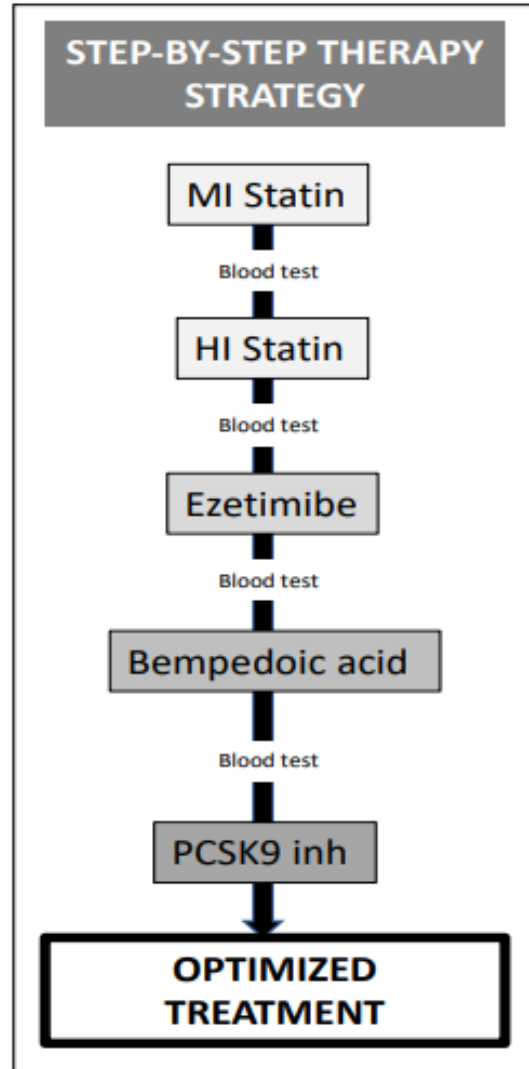 STEP-BY-STEP THERAPY
STRATEGY
MI Statin
Blood test
HI Statin
Blood test
Ezetimibe
Blood test
Bempedoic acid
Blood test
PCSK9 inh
OPTIMIZED
TREATMENT